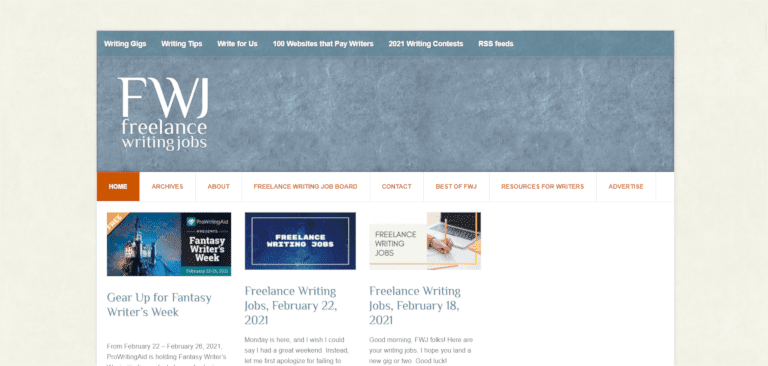 Writing Gigs Writing Tips Write for Us 100 Websites that Pay Writers 2021 Writing Contests RSS feeds
FWJ
freelance
writing jobs
HOME ARCHIVES ABOUT FREELANCE WRITING JOB BOARD CONTACT BEST OF FWJ RESOURCES FOR WRITERS ADVERTISE
FREE
ProWritingAid
PRESENTS
Fantasy
Writer's
Week
February 22-26, 2021
Gear Up for Fantasy
Writer's Week
From February 22 – February 26, 2021,
ProWritingAid is holding Fantasy Writer's
FREELANCE
WRITING JOBS
Freelance Writing
Jobs, February 22,
2021
Monday is here, and I wish I could
say I had a great weekend. Instead,
let me first apologize for failing to
FREELANCE
WRITING
JOBS
Freelance Writing
Jobs, February 18,
2021
Good morning, FWJ folks! Here are
your writing jobs. I hope you land a
new gig or two. Good luck!